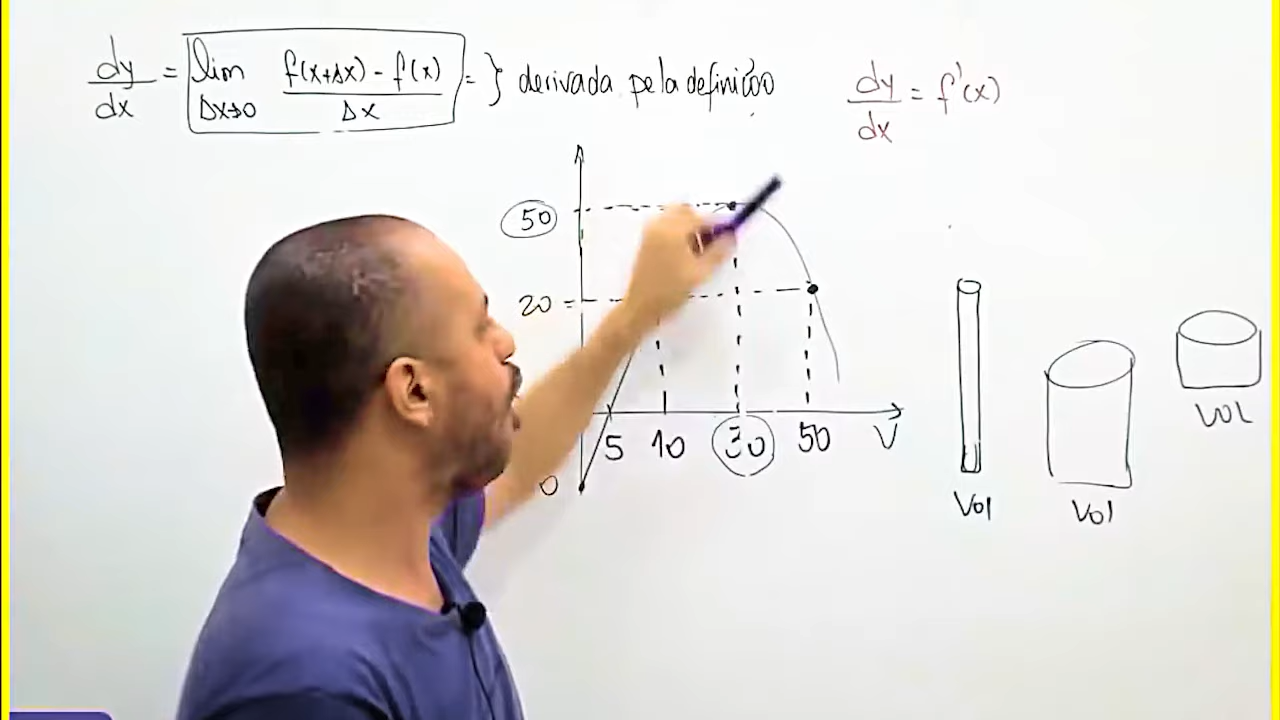 dy/dx = lim Δx→0 f(x+Δx) - f(x) / Δx = } derivada pela definição
dy/dx = f'(x)
50
20
0
5 10 30 50 V
Vol
Vol
VOL